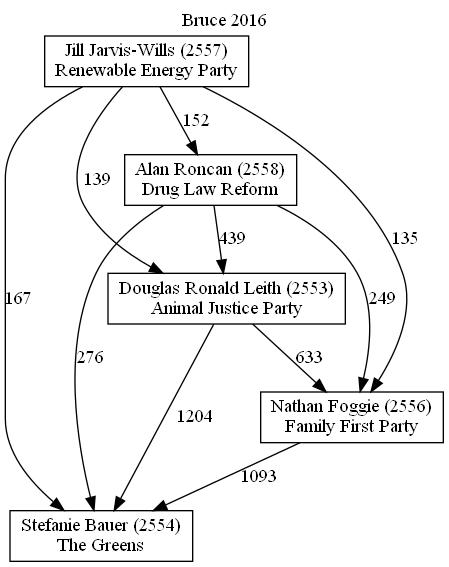 Bruce 2016
Jill Jarvis-Wills (2557)
Renewable Energy Party
152
Alan Roncan (2558)
Drug Law Reform
139
439
135
Douglas Ronald Leith (2553)
Animal Justice Party
167
249
276
633
1204
Nathan Foggie (2556)
Family First Party
1093
Stefanie Bauer (2554)
The Greens